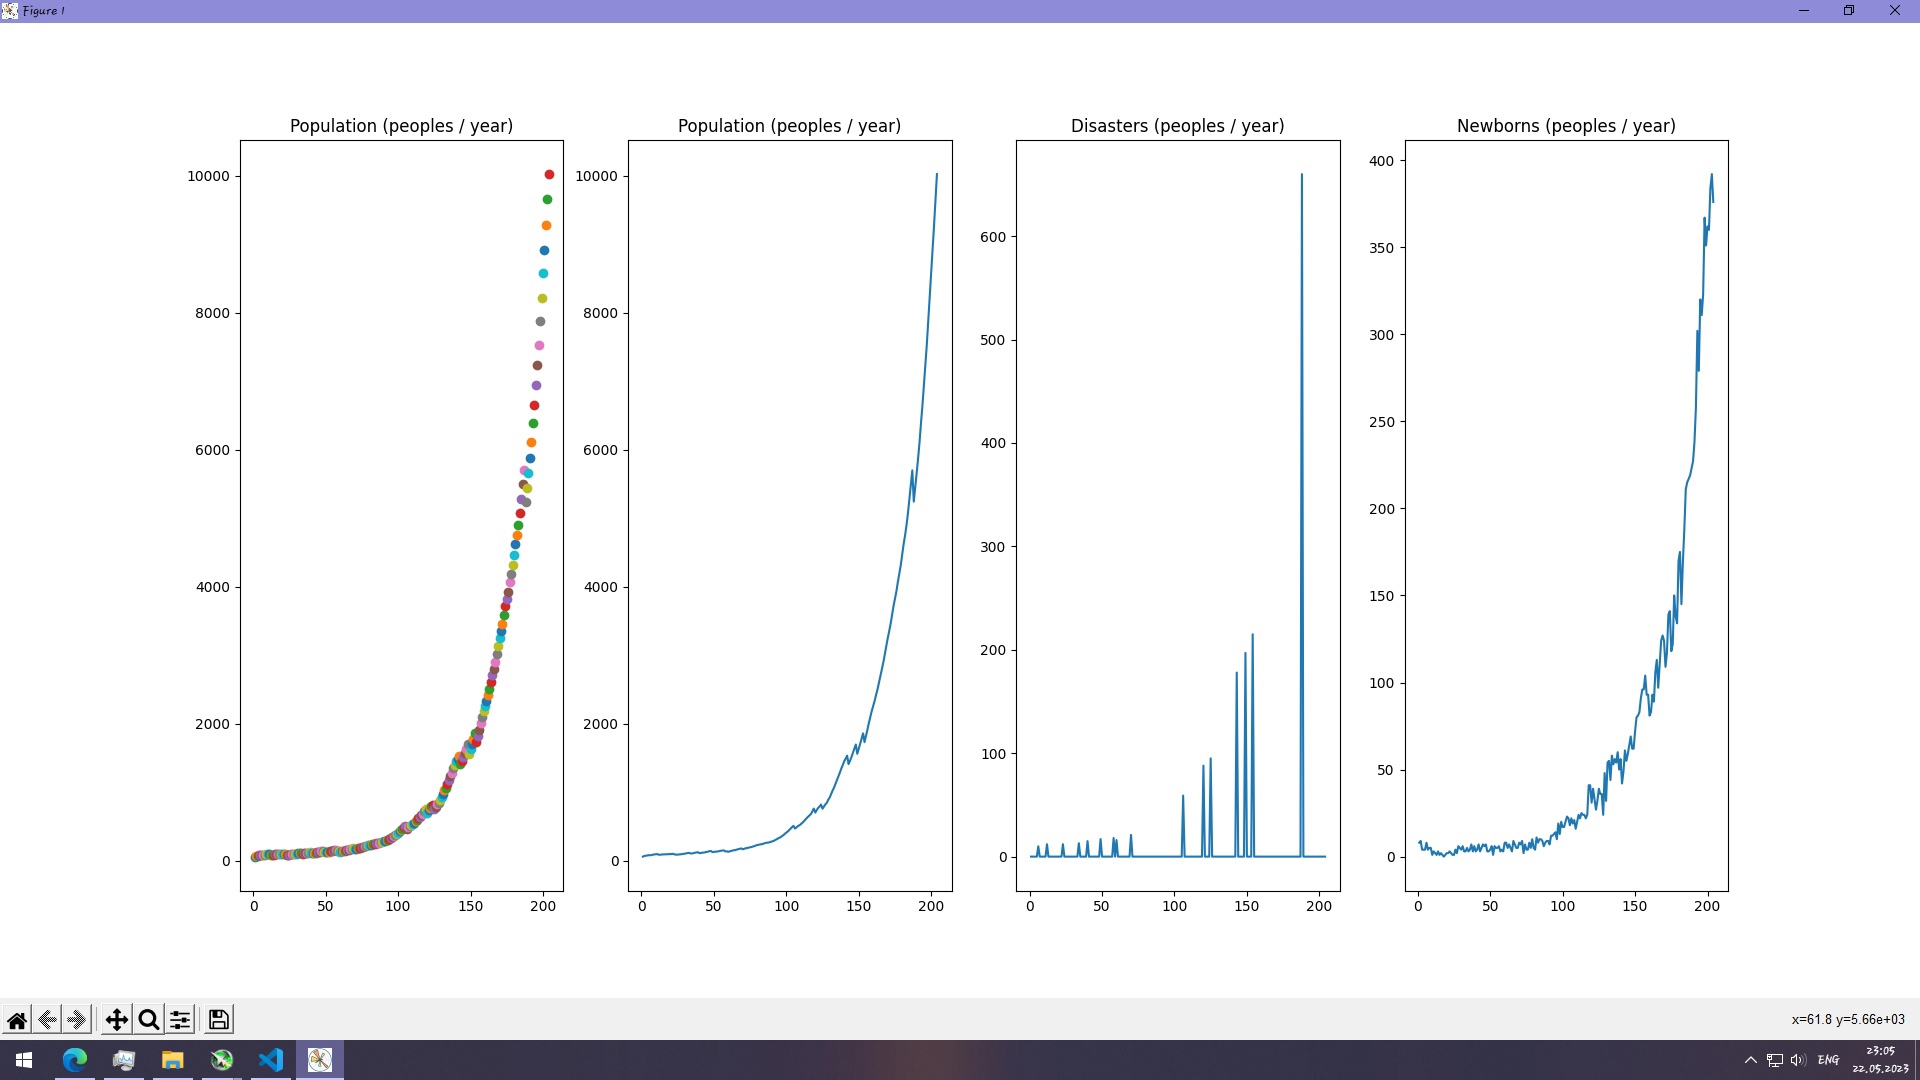 Figure 1
Population (peoples / year)
10000
8000
6000
4000
2000
0
0 50 100 150 200
Population (peoples / year)
10000
8000
6000
4000
2000
0
0 50 100 150 200
Disasters (peoples / year)
600
500
400
300
200
100
0
0 50 100 150 200
Newborns (peoples / year)
400
350
300
250
200
150
100
50
0
0 50 100 150 200
x=61.8 y=5.66e+03
ENG
23:05
22.05.2023